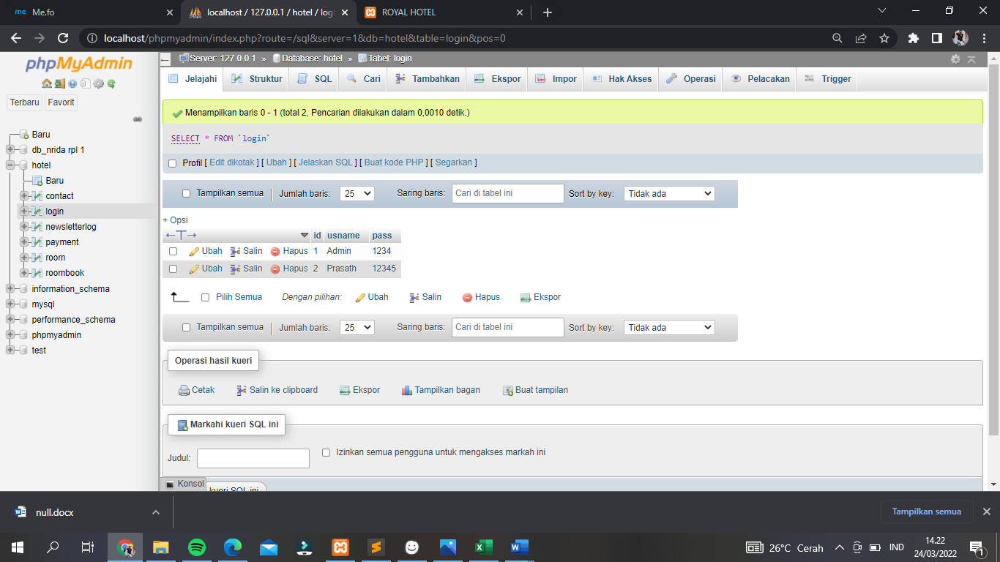 Me.fo
localhost / 127.0.0.1 / hotel / logi
ROYAL HOTEL
localhost/phpmyadmin/index.php?route=/sql&server=1&db=hotel&table=login&pos=0
phpMyAdmin
Terbaru Favorit
Baru
db_nrida rpl 1
hotel
Baru
contact
login
newsletterlog
payment
room
roombook
information_schema
mysql
performance_schema
phpmyadmin
test
Server: 127.0.0.1 » Database: hotel » Tabel: login
Jelajahi Struktur SQL Cari Tambahkan Ekspor Impor Hak Akses Operasi Pelacakan Trigger
Menampilkan baris 0 - 1 (total 2, Pencarian dilakukan dalam 0,0010 detik.)
SELECT * FROM `login`
Profil [ Edit dikotak ] [ Ubah ] [ Jelaskan SQL ] [ Buat kode PHP ] [ Segarkan ]
Tampilkan semua Jumlah baris: 25 Saring baris: Cari di tabel ini Sort by key: Tidak ada
+ Opsi
←T→ id usname pass
Ubah Salin Hapus 1 Admin 1234
Ubah Salin Hapus 2 Prasath 12345
Pilih Semua Dengan pilihan: Ubah Salin Hapus Ekspor
Tampilkan semua Jumlah baris: 25 Saring baris: Cari di tabel ini Sort by key: Tidak ada
Operasi hasil kueri
Cetak Salin ke clipboard Ekspor Tampilkan bagan Buat tampilan
Markahi kueri SQL ini
Judul: Izinkan semua pengguna untuk mengakses markah ini
Konsol kueri SQL ini
null.docx
Tampilkan semua
26°C Cerah IND 14.22
24/03/2022
1